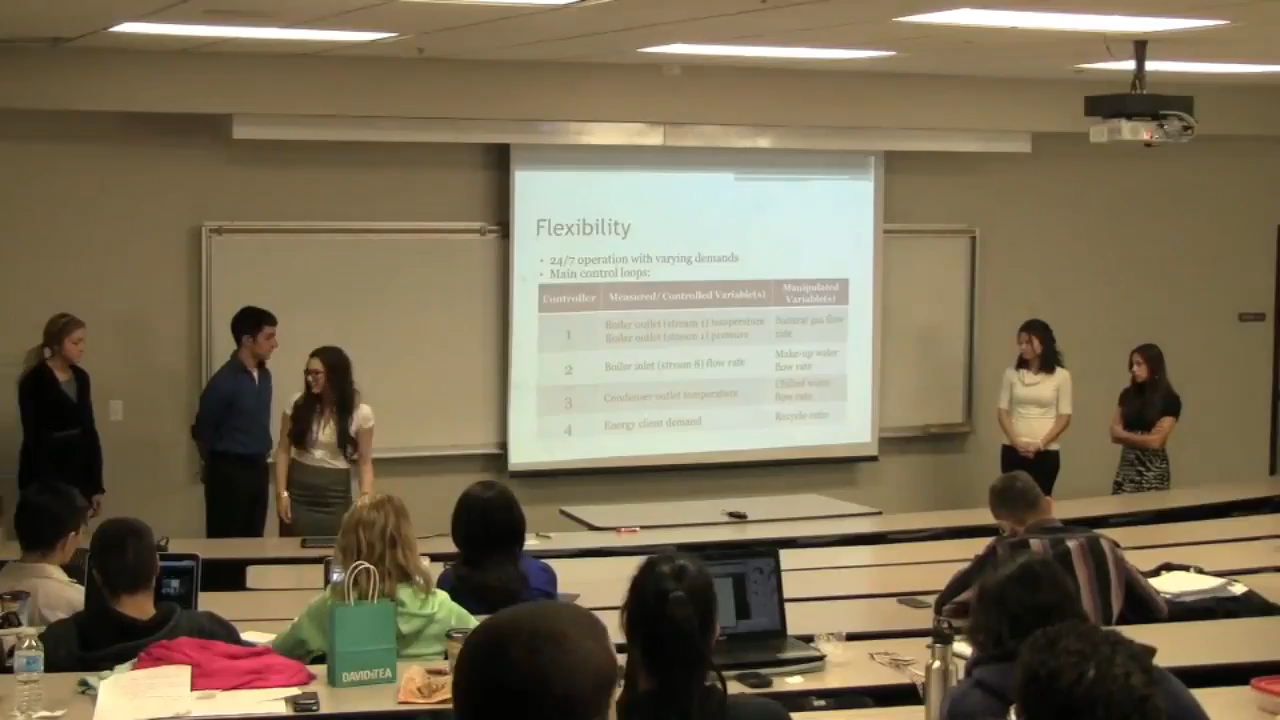 Flexibility
• 24/7 operation with varying demands
• Main control loops:
Controller Measured/ Controlled Variable(s) Manipulated Variable(s)
1 Boiler outlet (stream 1) temperature Natural gas flow
Boiler outlet (stream 1) pressure rate
2 Boiler inlet (stream 8) flow rate Make-up water flow rate
3 Condenser outlet temperature Chilled water flow rate
4 Energy client demand Recycle ratio
DAVIDsTEA